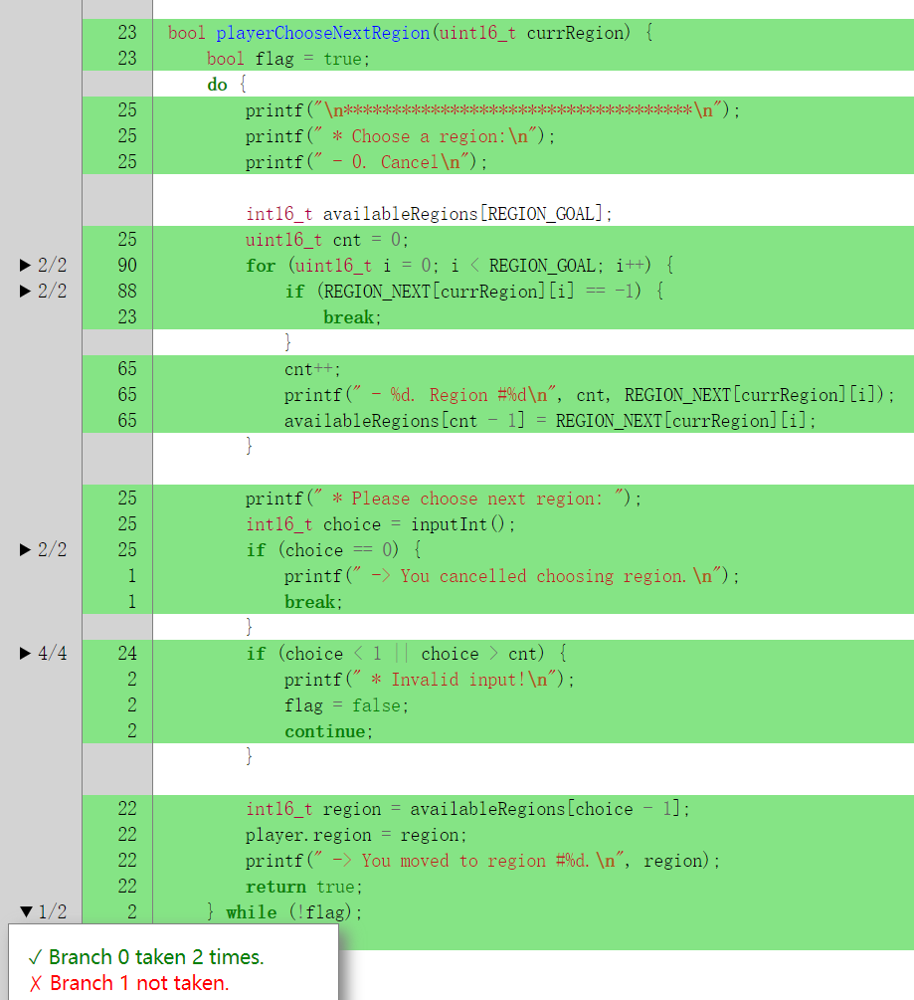 23 bool playerChooseNextRegion(uint16_t currRegion) {
23 bool flag = true;
do {
25 printf("\n************************************\n");
25 printf(" * Choose a region:\n");
25 printf(" - 0. Cancel\n");
int16_t availableRegions[REGION_GOAL];
25 uint16_t cnt = 0;
▶ 2/2 90 for (uint16_t i = 0; i < REGION_GOAL; i++) {
▶ 2/2 88 if (REGION_NEXT[currRegion][i] == -1) {
23 break;
}
65 cnt++;
65 printf(" - %d. Region #%d\n", cnt, REGION_NEXT[currRegion][i]);
65 availableRegions[cnt - 1] = REGION_NEXT[currRegion][i];
}
25 printf(" * Please choose next region: ");
25 int16_t choice = inputInt();
▶ 2/2 25 if (choice == 0) {
1 printf(" -> You cancelled choosing region.\n");
1 break;
}
▶ 4/4 24 if (choice < 1 || choice > cnt) {
2 printf(" * Invalid input!\n");
2 flag = false;
2 continue;
}
22 int16_t region = availableRegions[choice - 1];
22 player.region = region;
22 printf(" -> You moved to region #%d.\n", region);
22 return true;
▼ 1/2 2 } while (!flag);
✓ Branch 0 taken 2 times.
✗ Branch 1 not taken.